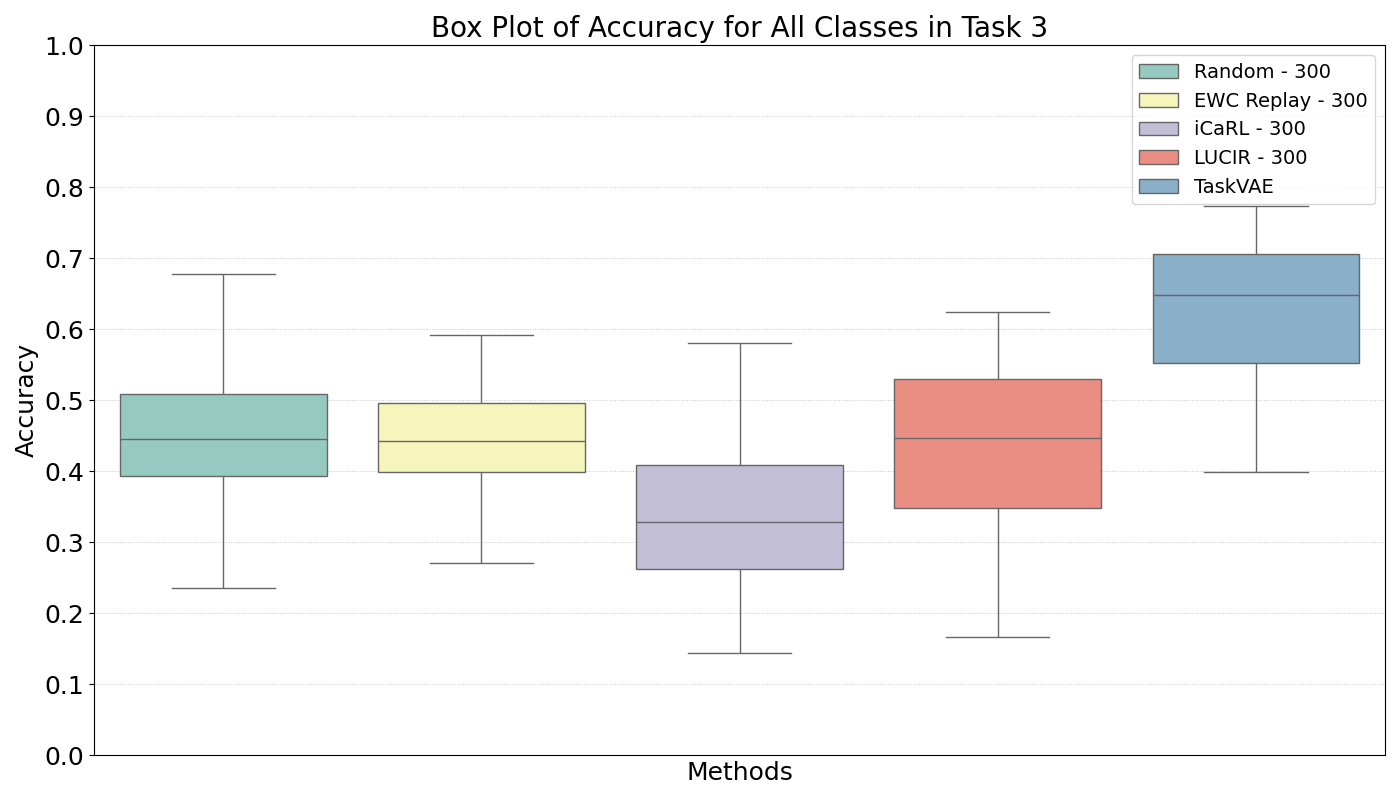 Box Plot of Accuracy for All Classes in Task 3
1.0
0.9
0.8
0.7
0.6
0.5
0.4
0.3
0.2
0.1
0.0
Accuracy
Methods
Random - 300
EWC Replay - 300
iCaRL - 300
LUCIR - 300
TaskVAE